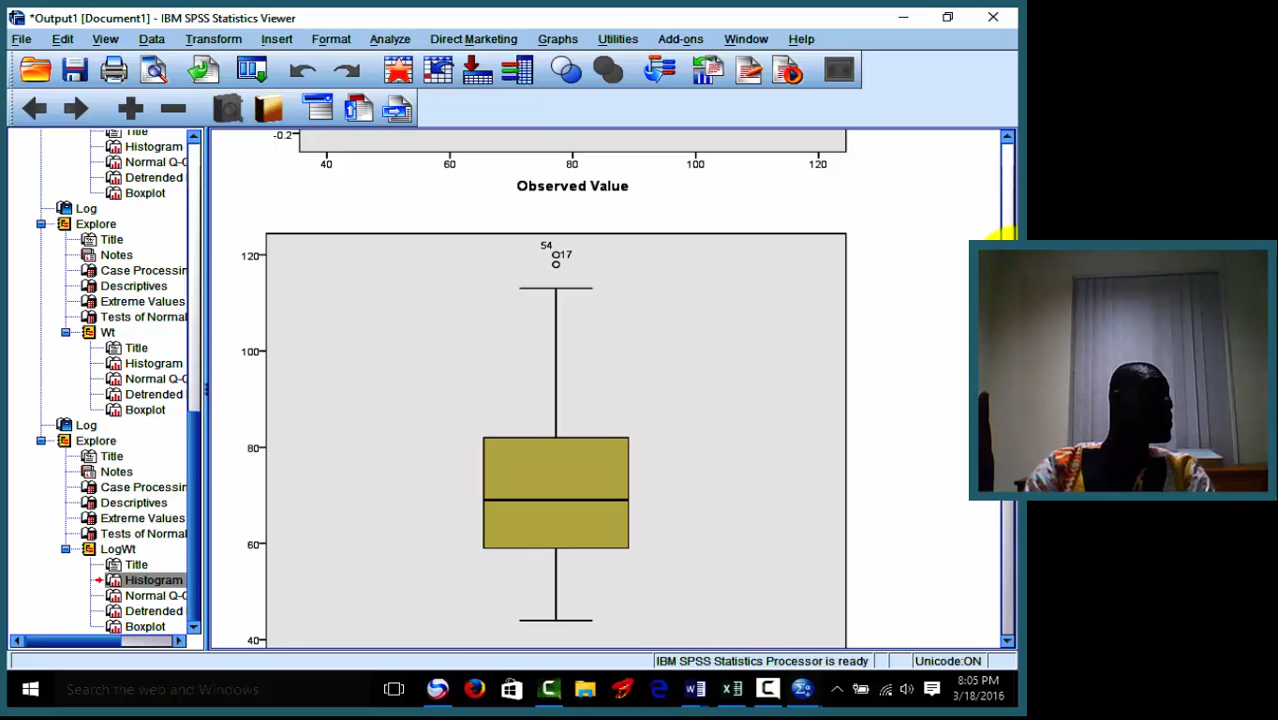 *Output1 [Document1] - IBM SPSS Statistics Viewer
File Edit View Data Transform Insert Format Analyze Direct Marketing Graphs Utilities Add-ons Window Help
Title
Histogram
Normal Q-Q
Detrended
Boxplot
Log
Explore
Title
Notes
Case Processin
Descriptives
Extreme Values
Tests of Normal
Wt
Title
Histogram
Normal Q-Q
Detrended
Boxplot
Log
Explore
Title
Notes
Case Processin
Descriptives
Extreme Values
Tests of Normal
LogWt
Title
Histogram
Normal Q-Q
Detrended
Boxplot
-0.2
40 60 80 100 120
Observed Value
54
17
120
100
80
60
40
IBM SPSS Statistics Processor is ready Unicode:ON
Search the web and Windows
8:05 PM
3/18/2016